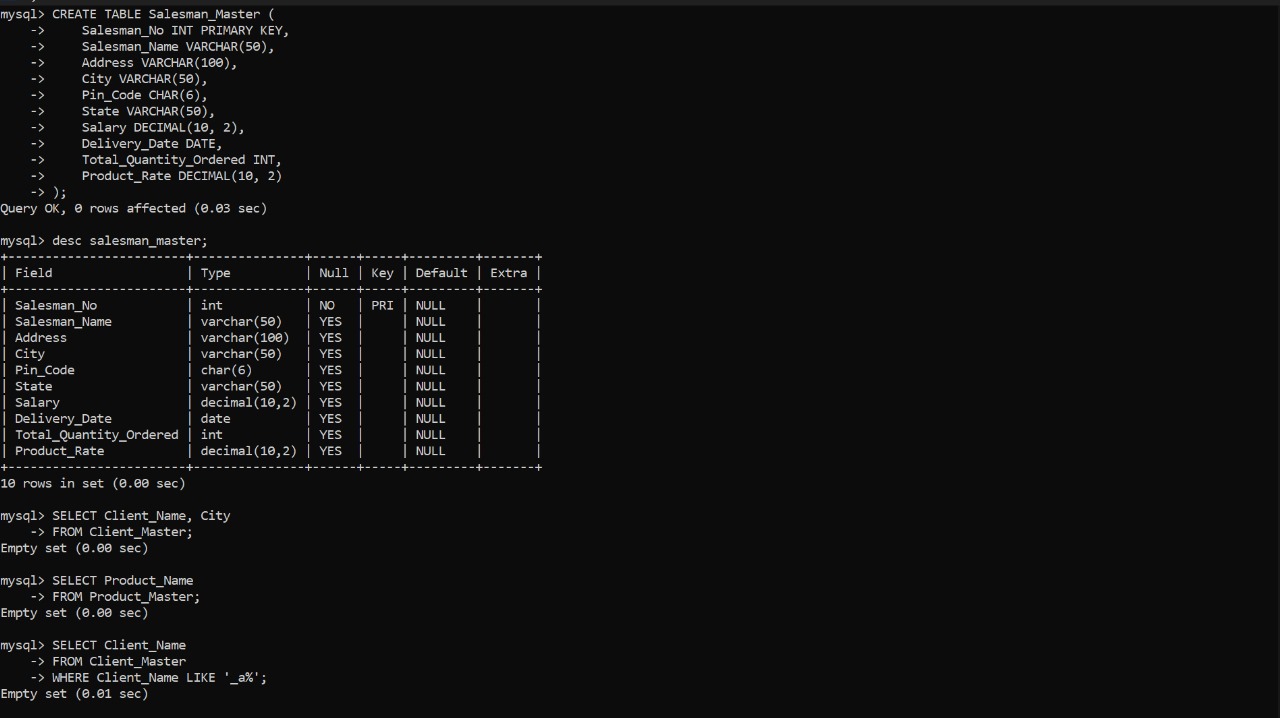 mysql> CREATE TABLE Salesman_Master (
    ->     Salesman_No INT PRIMARY KEY,
    ->     Salesman_Name VARCHAR(50),
    ->     Address VARCHAR(100),
    ->     City VARCHAR(50),
    ->     Pin_Code CHAR(6),
    ->     State VARCHAR(50),
    ->     Salary DECIMAL(10, 2),
    ->     Delivery_Date DATE,
    ->     Total_Quantity_Ordered INT,
    ->     Product_Rate DECIMAL(10, 2)
    -> );
Query OK, 0 rows affected (0.03 sec)

mysql> desc salesman_master;
+------------------------+---------------+------+-----+---------+-------+
| Field                  | Type          | Null | Key | Default | Extra |
+------------------------+---------------+------+-----+---------+-------+
| Salesman_No            | int           | NO   | PRI | NULL    |       |
| Salesman_Name          | varchar(50)   | YES  |     | NULL    |       |
| Address                | varchar(100)  | YES  |     | NULL    |       |
| City                   | varchar(50)   | YES  |     | NULL    |       |
| Pin_Code               | char(6)       | YES  |     | NULL    |       |
| State                  | varchar(50)   | YES  |     | NULL    |       |
| Salary                 | decimal(10,2) | YES  |     | NULL    |       |
| Delivery_Date          | date          | YES  |     | NULL    |       |
| Total_Quantity_Ordered | int           | YES  |     | NULL    |       |
| Product_Rate           | decimal(10,2) | YES  |     | NULL    |       |
+------------------------+---------------+------+-----+---------+-------+
10 rows in set (0.00 sec)

mysql> SELECT Client_Name, City
    -> FROM Client_Master;
Empty set (0.00 sec)

mysql> SELECT Product_Name
    -> FROM Product_Master;
Empty set (0.00 sec)

mysql> SELECT Client_Name
    -> FROM Client_Master
    -> WHERE Client_Name LIKE '_a%';
Empty set (0.01 sec)